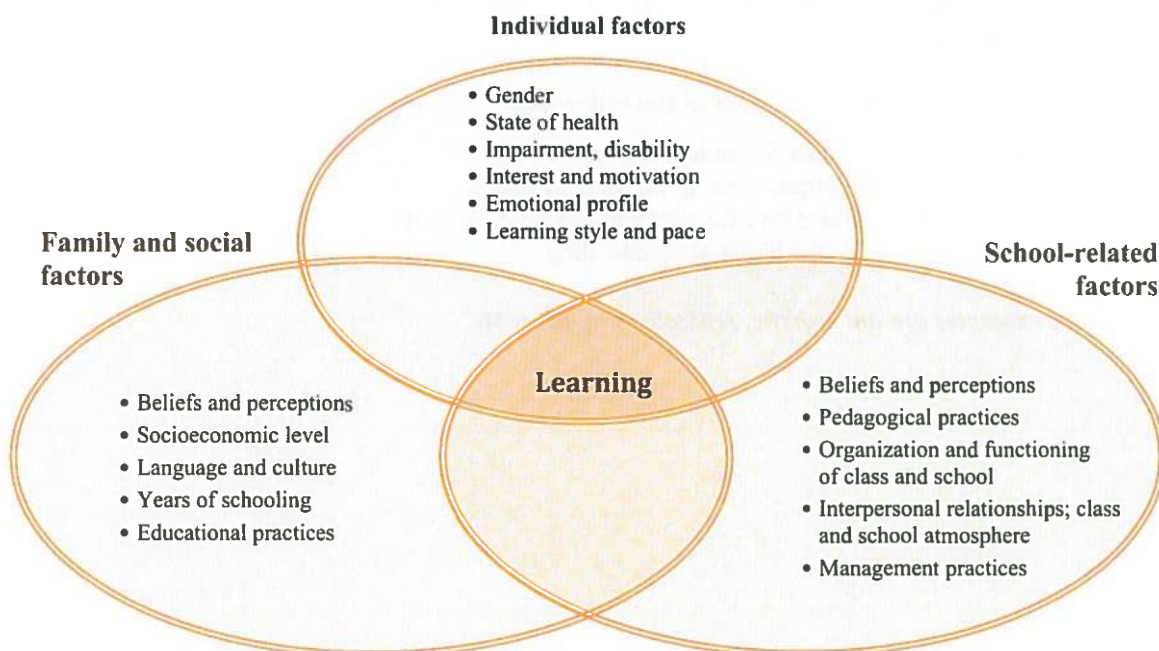 Individual factors
• Gender
• State of health
• Impairment, disability
• Interest and motivation
• Emotional profile
• Learning style and pace
Family and social
factors
School-related
factors
Learning
• Beliefs and perceptions
• Socioeconomic level
• Language and culture
• Years of schooling
• Educational practices
• Beliefs and perceptions
• Pedagogical practices
• Organization and functioning
of class and school
• Interpersonal relationships; class
and school atmosphere
• Management practices